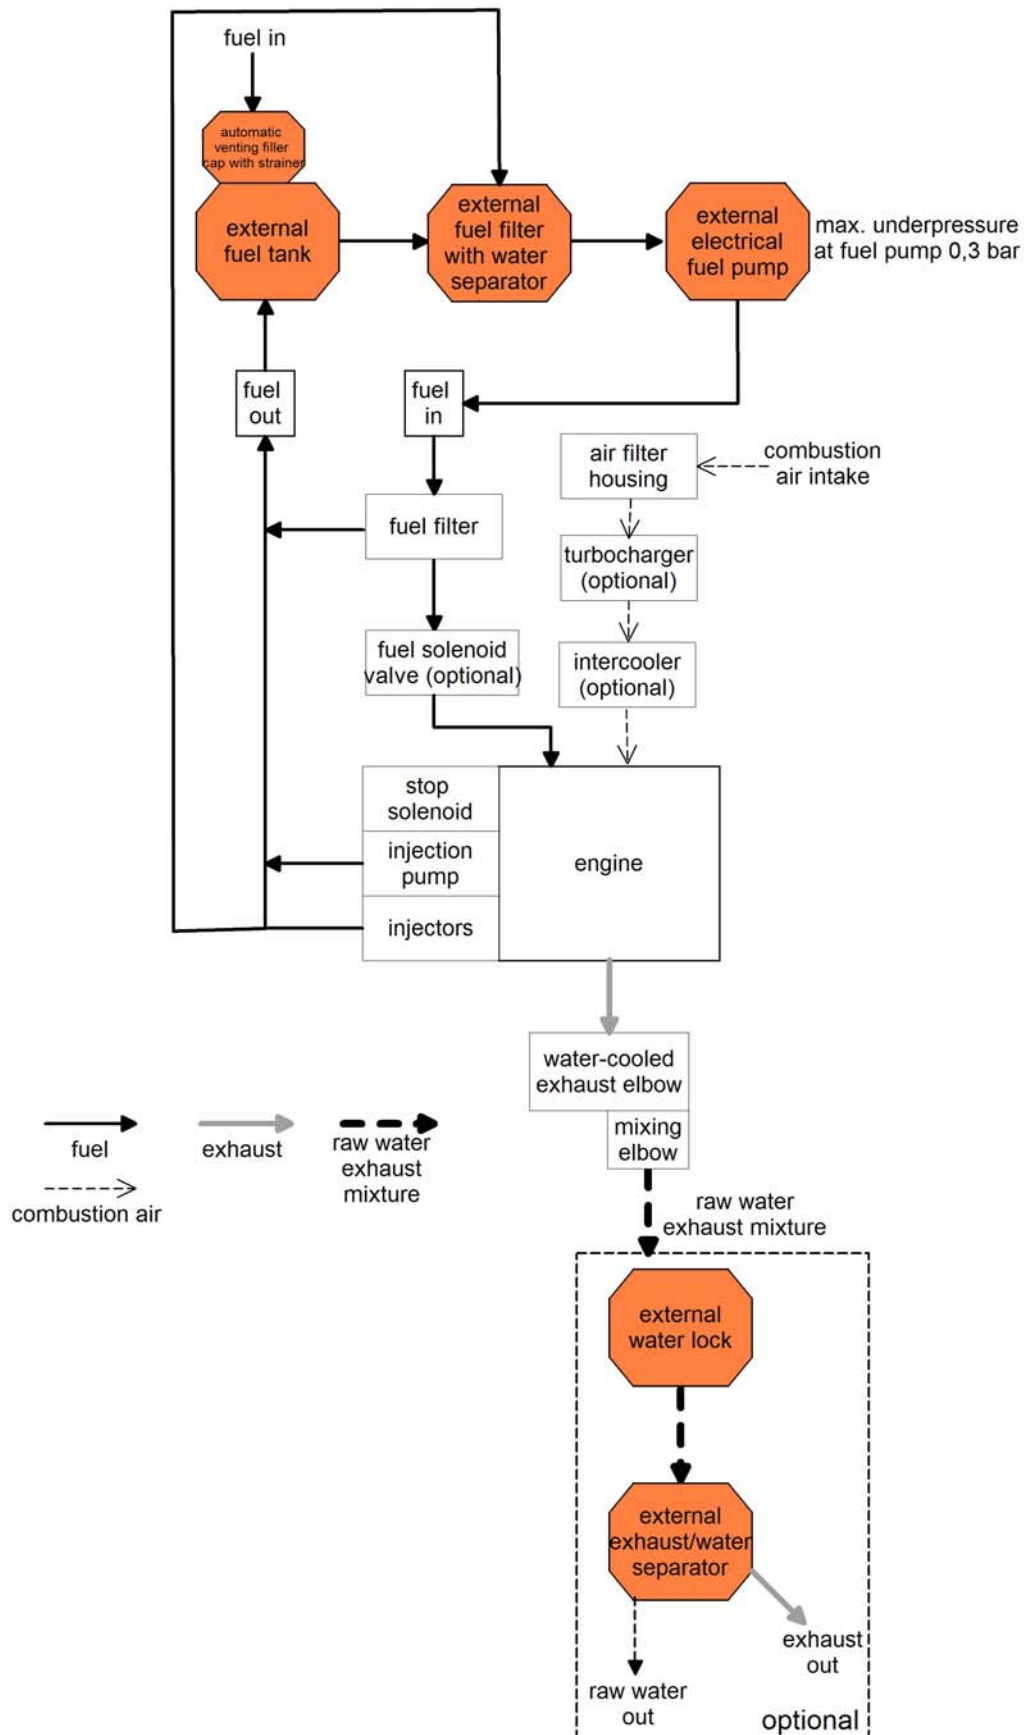 fuel in
automatic
venting filler
cap with strainer
external
fuel tank
external
fuel filter
with water
separator
external
electrical
fuel pump
max. underpressure
at fuel pump 0,3 bar
fuel
out
fuel
in
air filter
housing
combustion
air intake
fuel filter
turbocharger
(optional)
fuel solenoid
valve (optional)
intercooler
(optional)
stop
solenoid
injection
pump
injectors
engine
water-cooled
exhaust elbow
mixing
elbow
fuel
exhaust
raw water
exhaust
mixture
combustion air
raw water
exhaust mixture
external
water lock
external
exhaust/water
separator
exhaust
out
raw water
out
optional